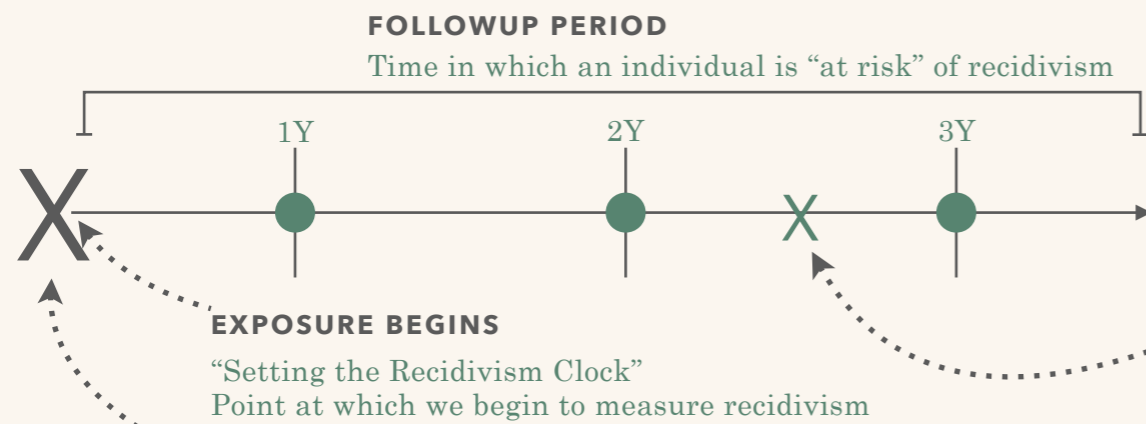 FOLLOWUP PERIOD
Time in which an individual is “at risk” of recidivism
1Y 2Y 3Y
X X
EXPOSURE BEGINS
“Setting the Recidivism Clock”
Point at which we begin to measure recidivism